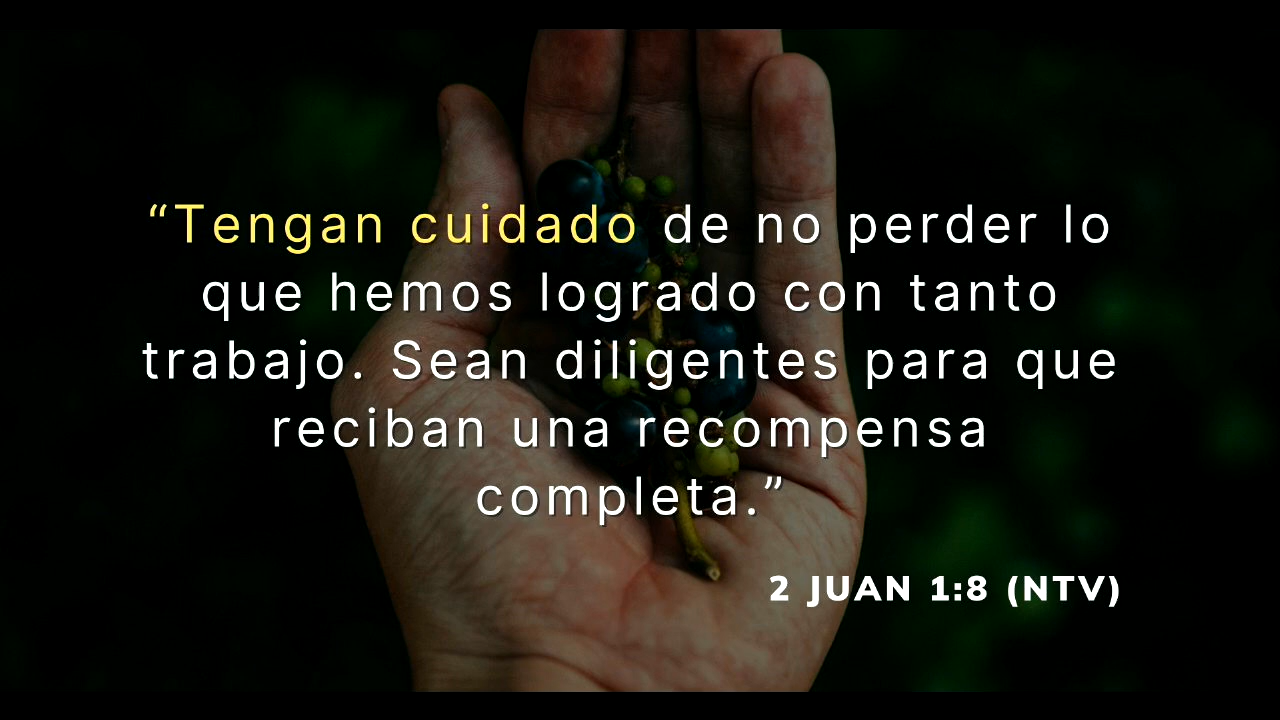 “Tengan cuidado de no perder lo
que hemos logrado con tanto
trabajo. Sean diligentes para que
reciban una recompensa
completa.”
2 JUAN 1:8 (NTV)